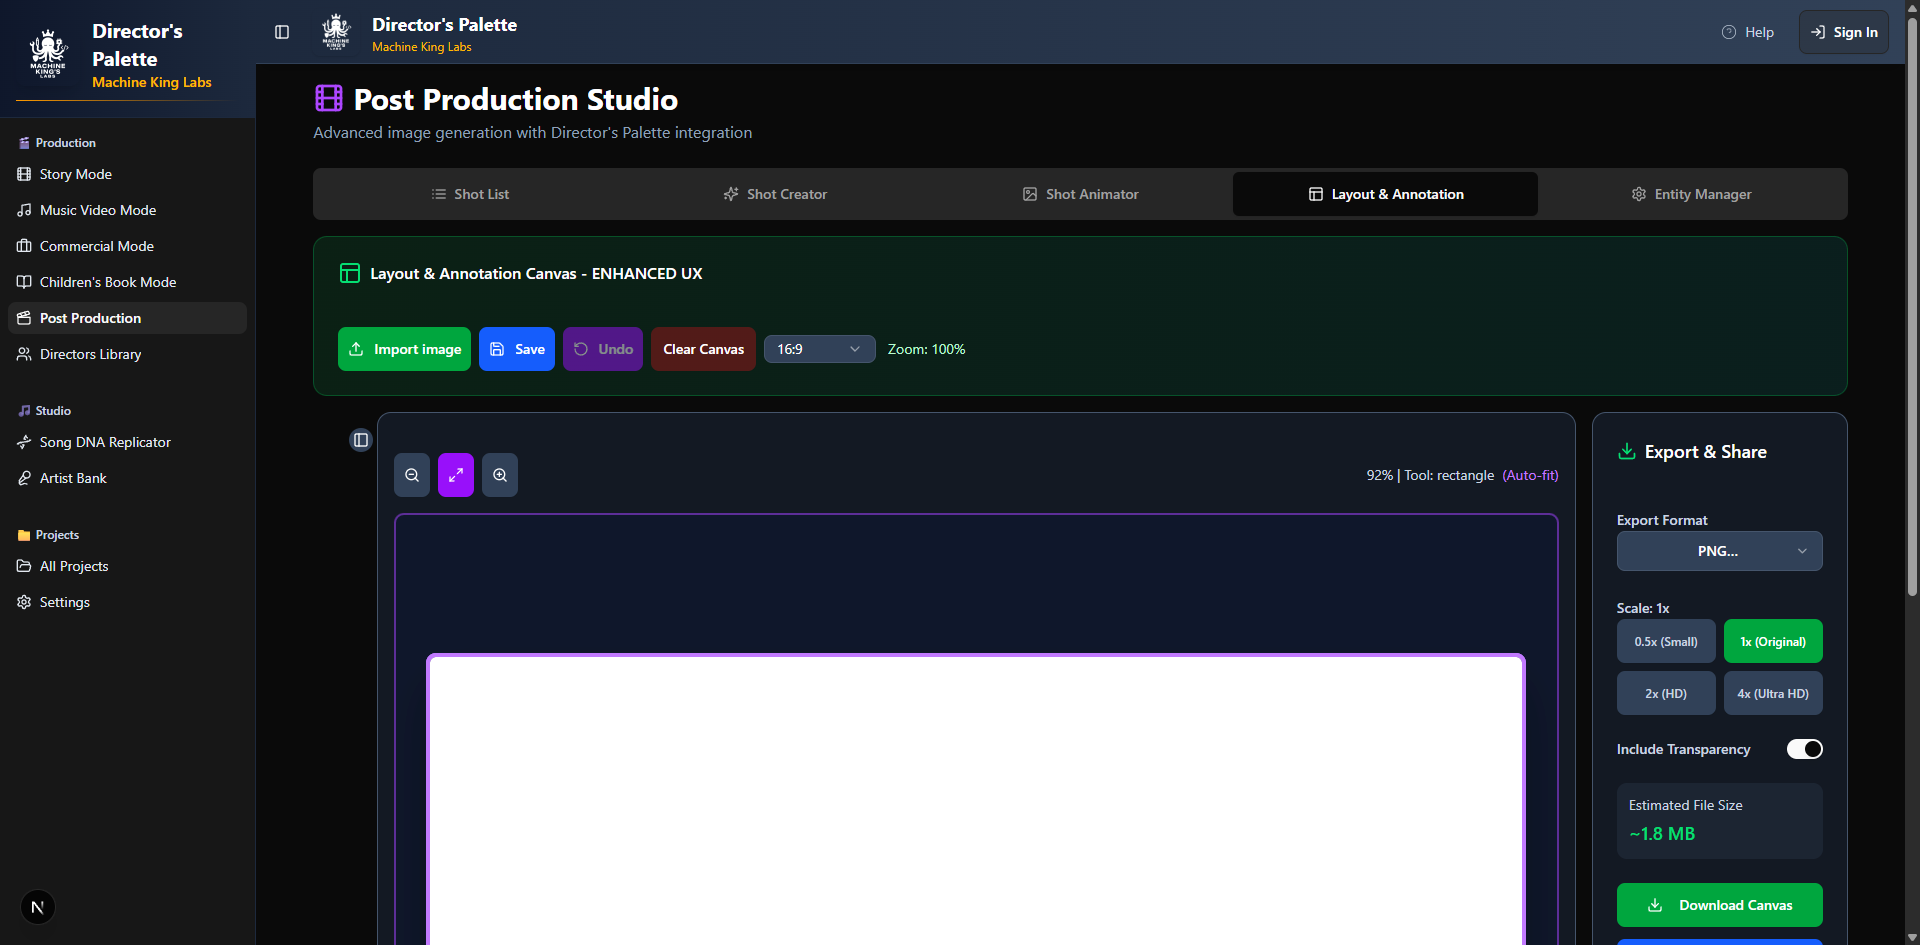 MACHINE
KING'S
LABS
Director's
Palette
Machine King Labs
Production
Story Mode
Music Video Mode
Commercial Mode
Children's Book Mode
Post Production
Directors Library
Studio
Song DNA Replicator
Artist Bank
Projects
All Projects
Settings
N
MACHINE
KING'S
LABS
Director's Palette
Machine King Labs
Help
Sign In
Post Production Studio
Advanced image generation with Director's Palette integration
Shot List
Shot Creator
Shot Animator
Layout & Annotation
Entity Manager
Layout & Annotation Canvas - ENHANCED UX
Import image
Save
Undo
Clear Canvas
16:9
Zoom: 100%
92% | Tool: rectangle (Auto-fit)
Export & Share
Export Format
PNG...
Scale: 1x
0.5x (Small)
1x (Original)
2x (HD)
4x (Ultra HD)
Include Transparency
Estimated File Size
~1.8 MB
Download Canvas